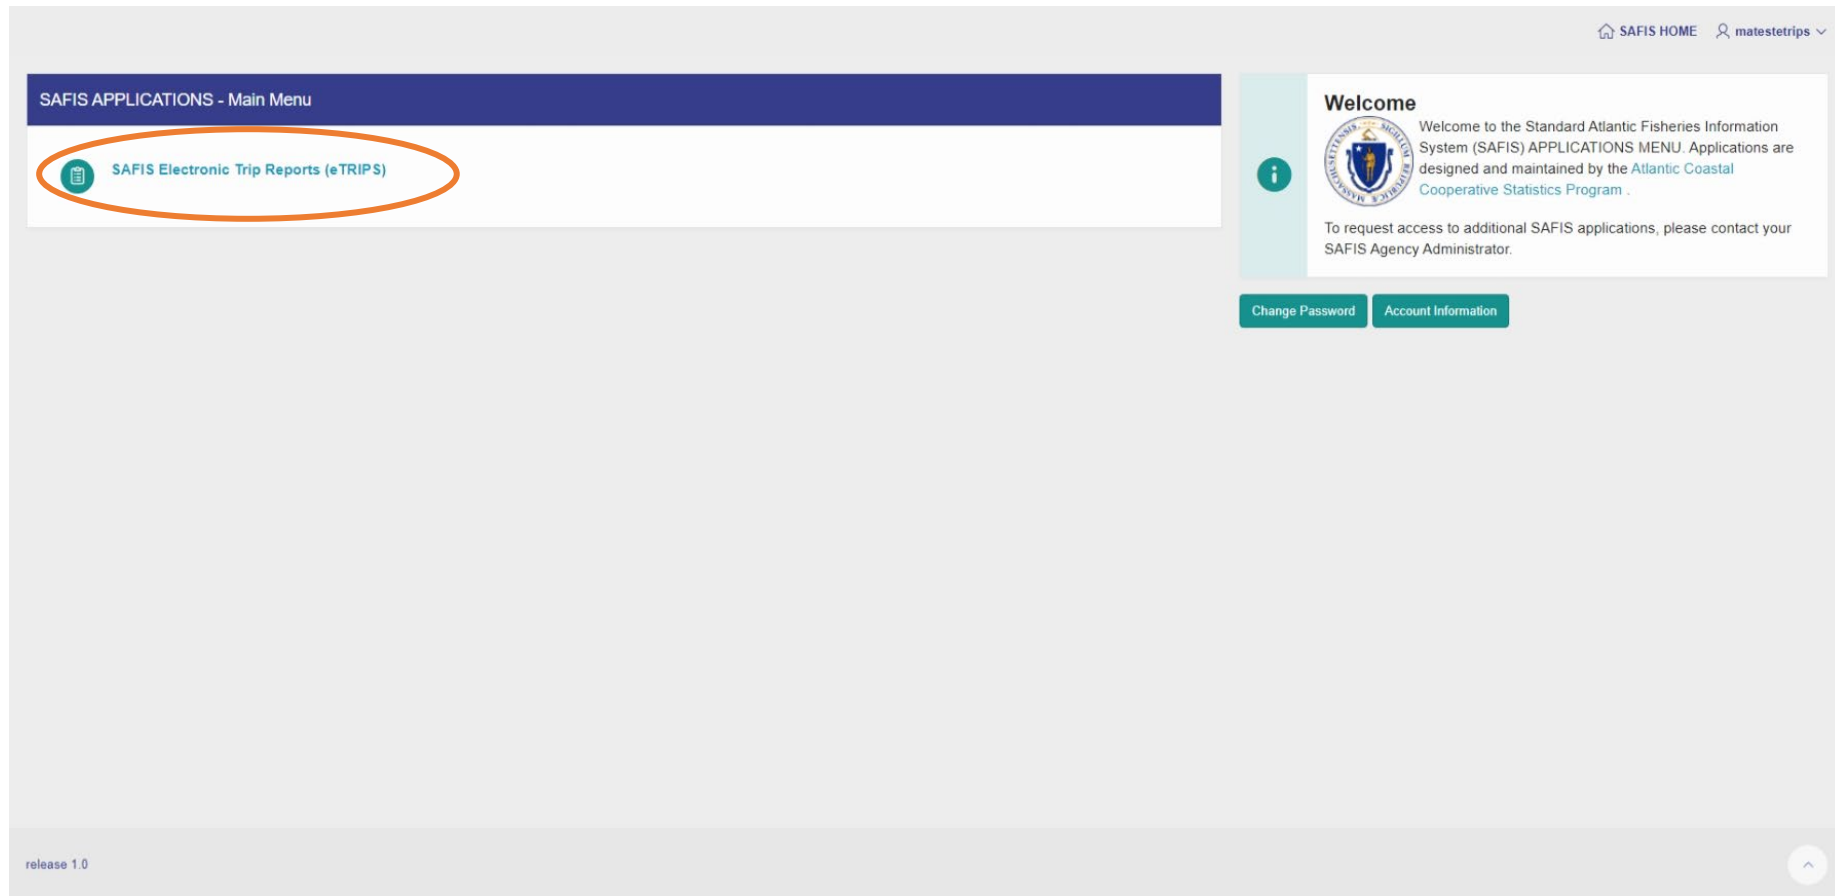 SAFIS HOME matestetrips
SAFIS APPLICATIONS - Main Menu
SAFIS Electronic Trip Reports (eTRIPS)
Welcome
Welcome to the Standard Atlantic Fisheries Information
System (SAFIS) APPLICATIONS MENU. Applications are
designed and maintained by the Atlantic Coastal
Cooperative Statistics Program .
To request access to additional SAFIS applications, please contact your
SAFIS Agency Administrator.
Change Password Account Information
release 1.0